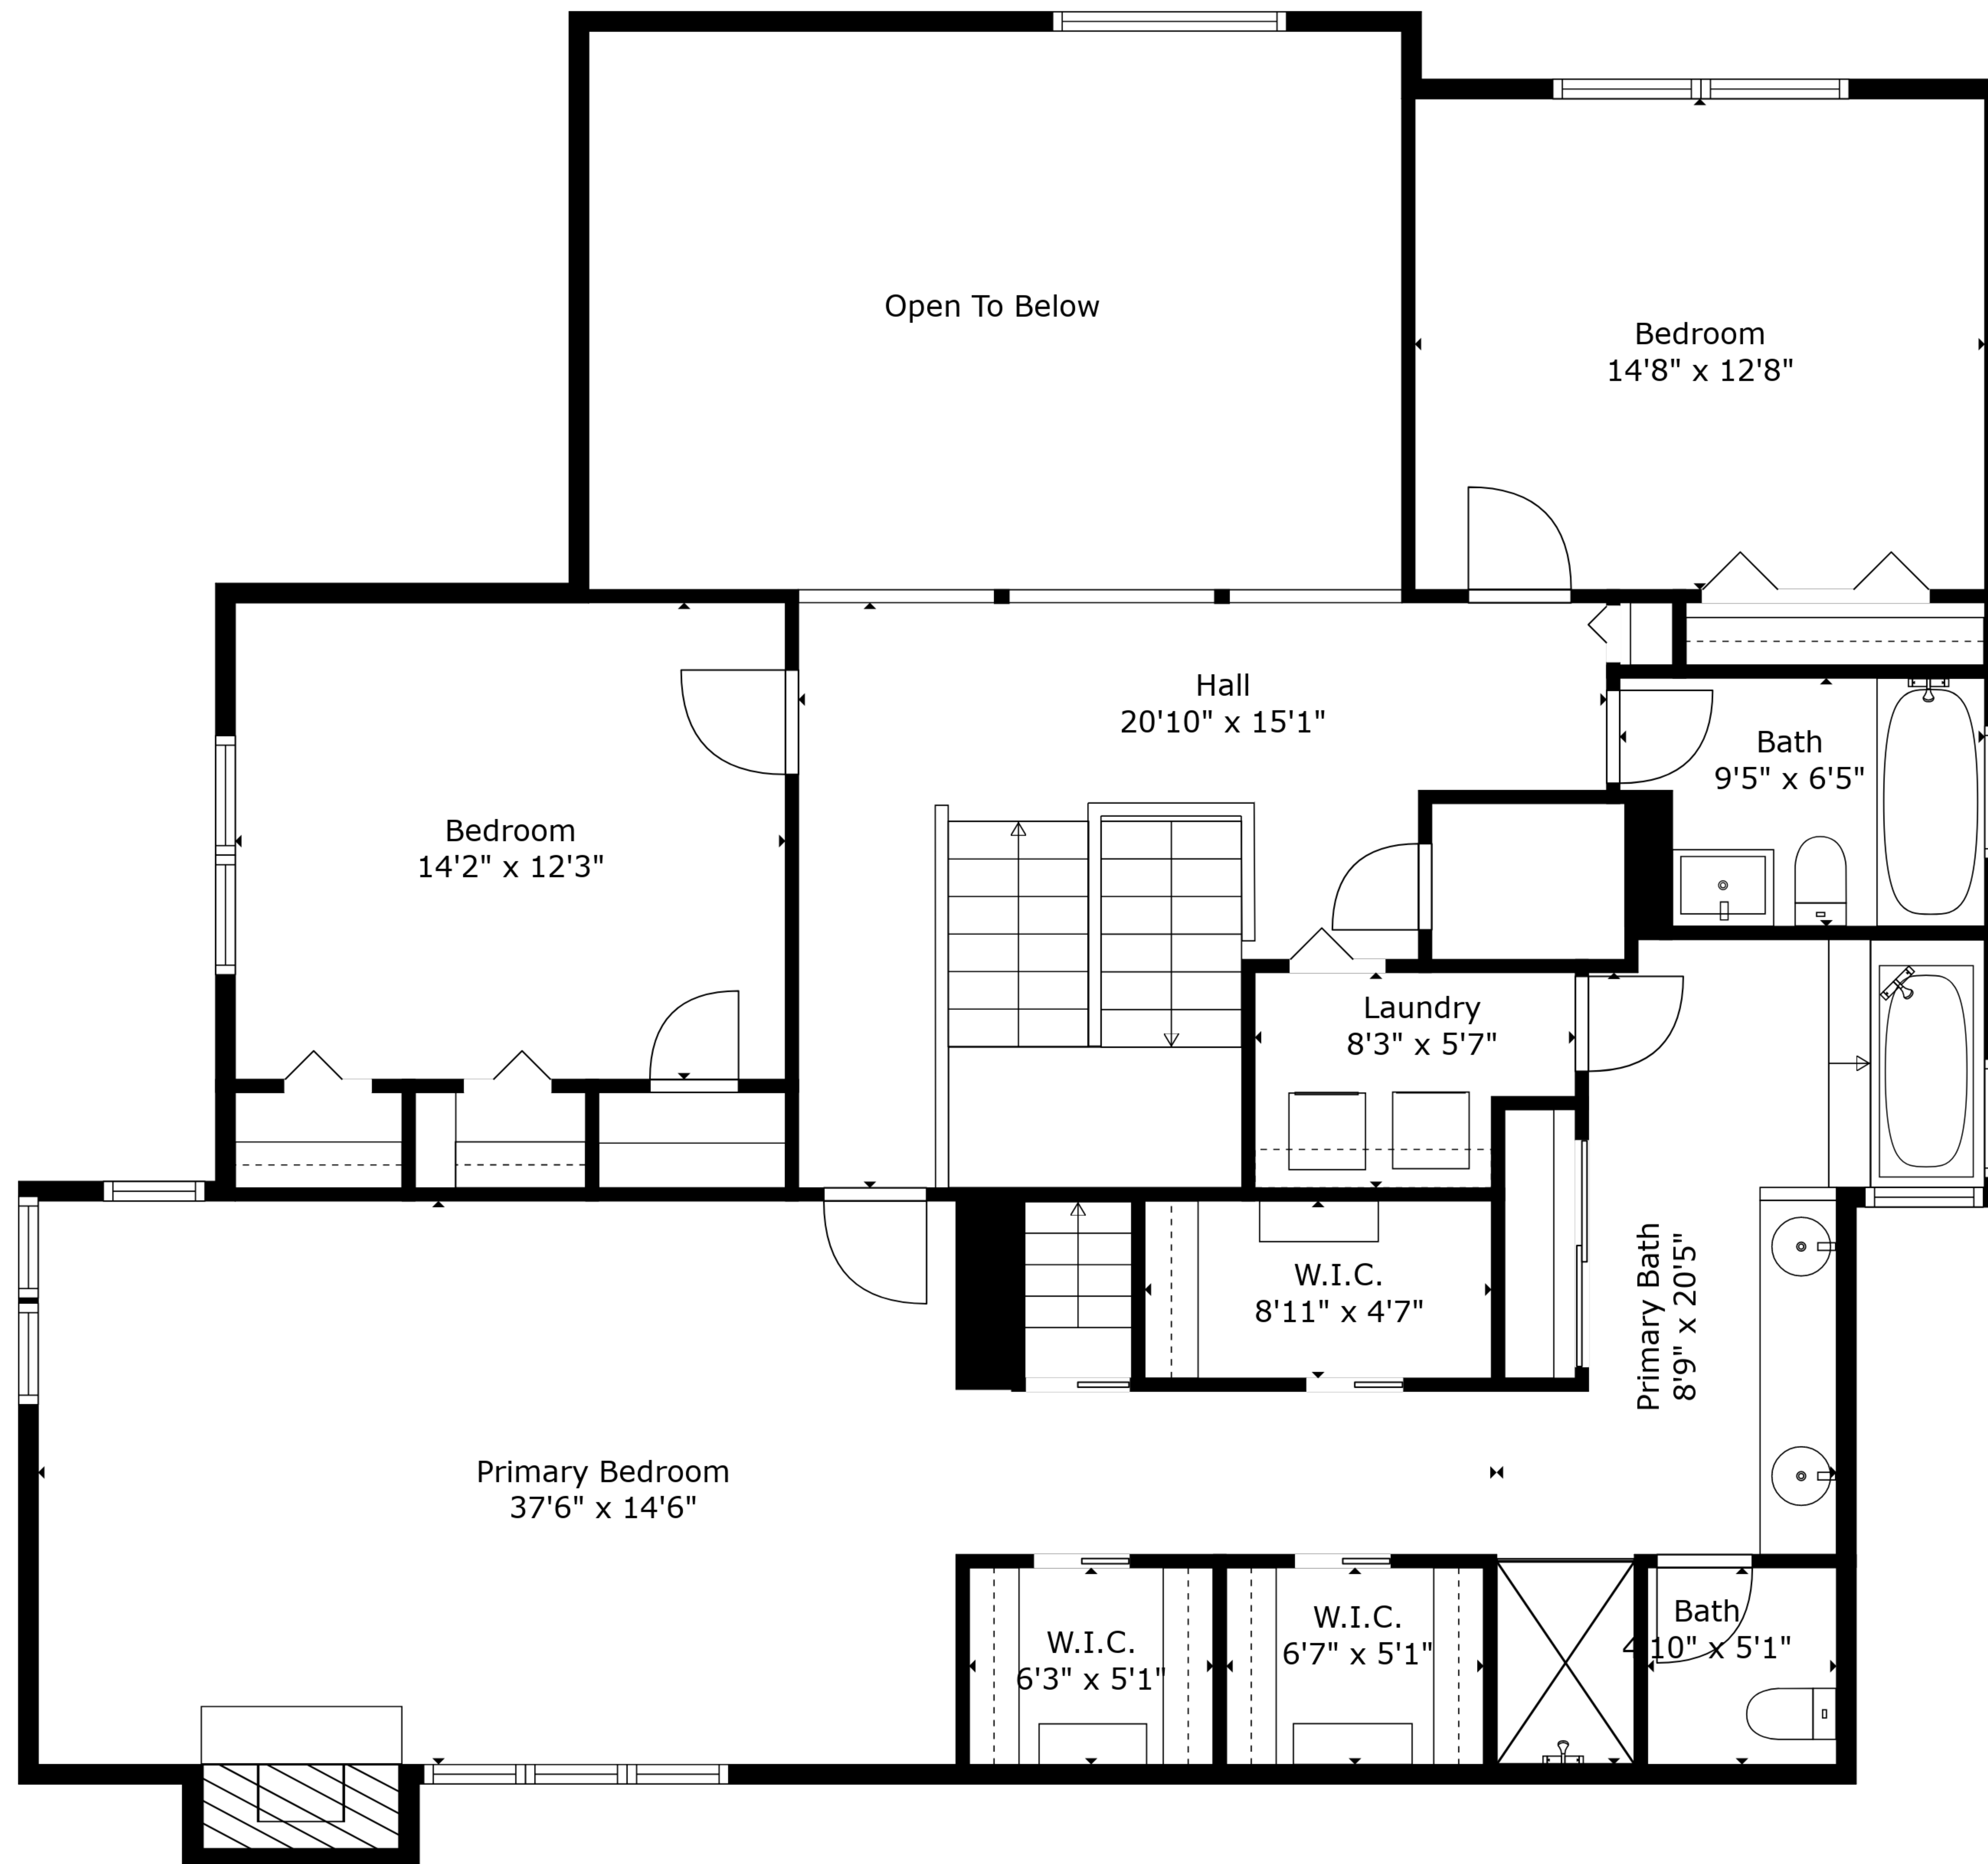 Open To Below
Bedroom
14'8" x 12'8"
Hall
20'10" x 15'1"
Bath
9'5" x 6'5"
Bedroom
14'2" x 12'3"
Laundry
8'3" x 5'7"
W.I.C.
8'11" x 4'7"
Primary Bath
8'9" x 20'5"
Primary Bedroom
37'6" x 14'6"
W.I.C.
6'3" x 5'1"
W.I.C.
6'7" x 5'1"
Bath
4'10" x 5'1"